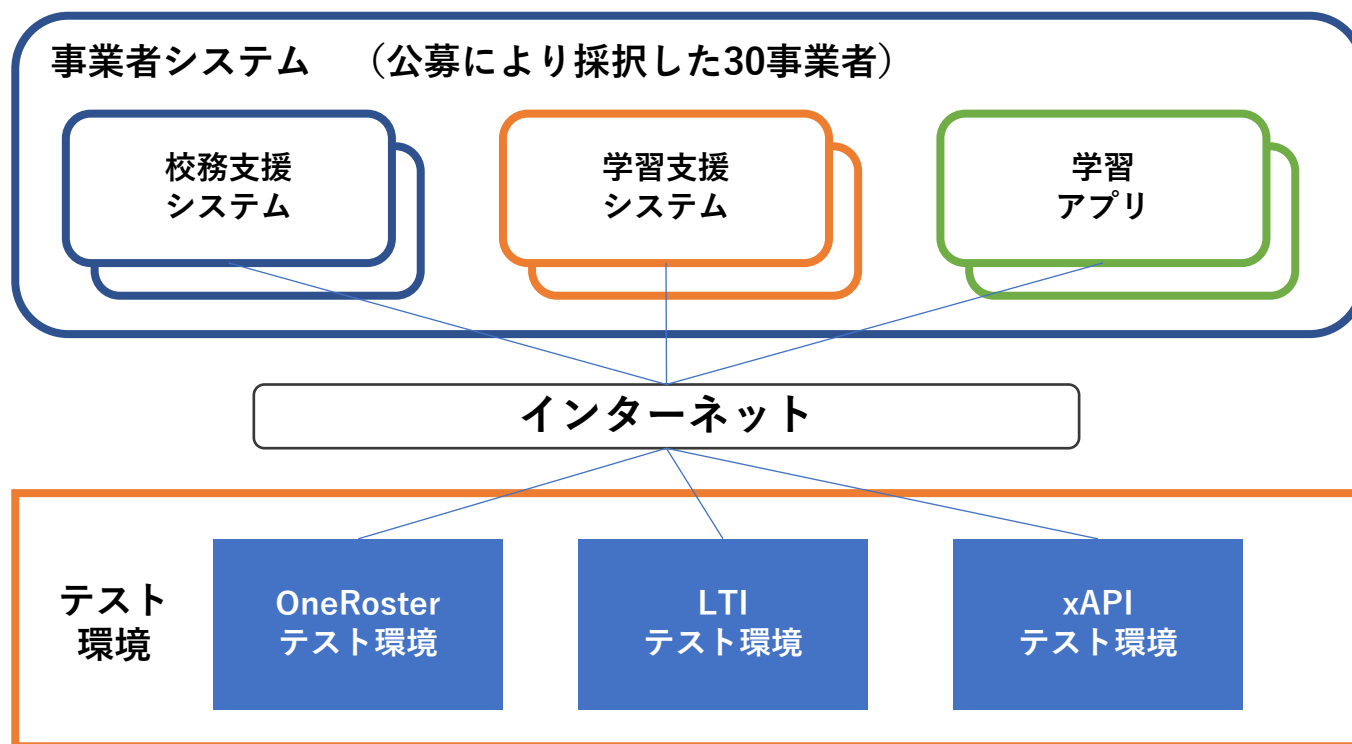 事業者システム （公募により採択した30事業者）
校務支援
システム
学習支援
システム
学習
アプリ
インターネット
テスト
環境
OneRoster
テスト環境
LTI
テスト環境
xAPI
テスト環境